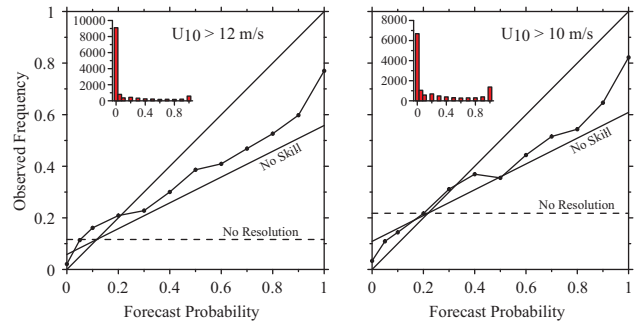 U10 > 12 m/s
10000
8000
6000
4000
2000
0
0 0.4 0.8
1
0.8
0.6
0.4
0.2
0
Observed Frequency
No Skill
No Resolution
0 0.2 0.4 0.6 0.8 1
Forecast Probability
U10 > 10 m/s
8000
6000
4000
2000
0
0 0.4 0.8
No Skill
No Resolution
0 0.2 0.4 0.6 0.8 1
Forecast Probability